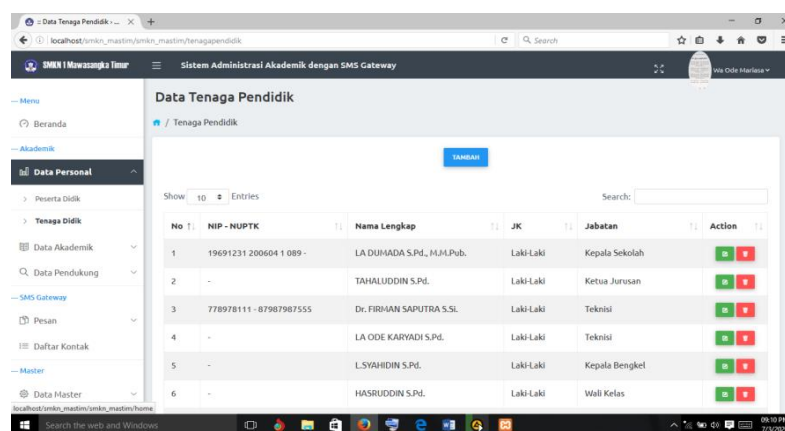 :: Data Tenaga Pendidik :: ...
localhost/smkn_mastim/smkn_mastim/tenagapendidik
Search
SMKN 1 Mawasangka Timur
Sistem Administrasi Akademik dengan SMS Gateway
Wa Ode Marlasa
--- Menu
Beranda
--- Akademik
Data Personal
> Peserta Didik
> Tenaga Didik
Data Akademik
Data Pendukung
--- SMS Gateway
Pesan
Daftar Kontak
--- Master
Data Master
Data Tenaga Pendidik
/ Tenaga Pendidik
TAMBAH
Show 10 Entries
Search:
No NIP - NUPTK Nama Lengkap JK Jabatan Action
1 19691231 200604 1 089 - LA DUMADA S.Pd., M.M.Pub. Laki-Laki Kepala Sekolah
2 - TAHALUDDIN S.Pd. Laki-Laki Ketua Jurusan
3 778978111 - 87987987555 Dr. FIRMAN SAPUTRA S.Si. Laki-Laki Teknisi
4 - LA ODE KARYADI S.Pd. Laki-Laki Teknisi
5 - L.SYAHIDIN S.Pd. Laki-Laki Kepala Bengkel
6 - HASRUDDIN S.Pd. Laki-Laki Wali Kelas
localhost/smkn_mastim/smkn_mastim/home
Search the web and Windows
09:10 PM